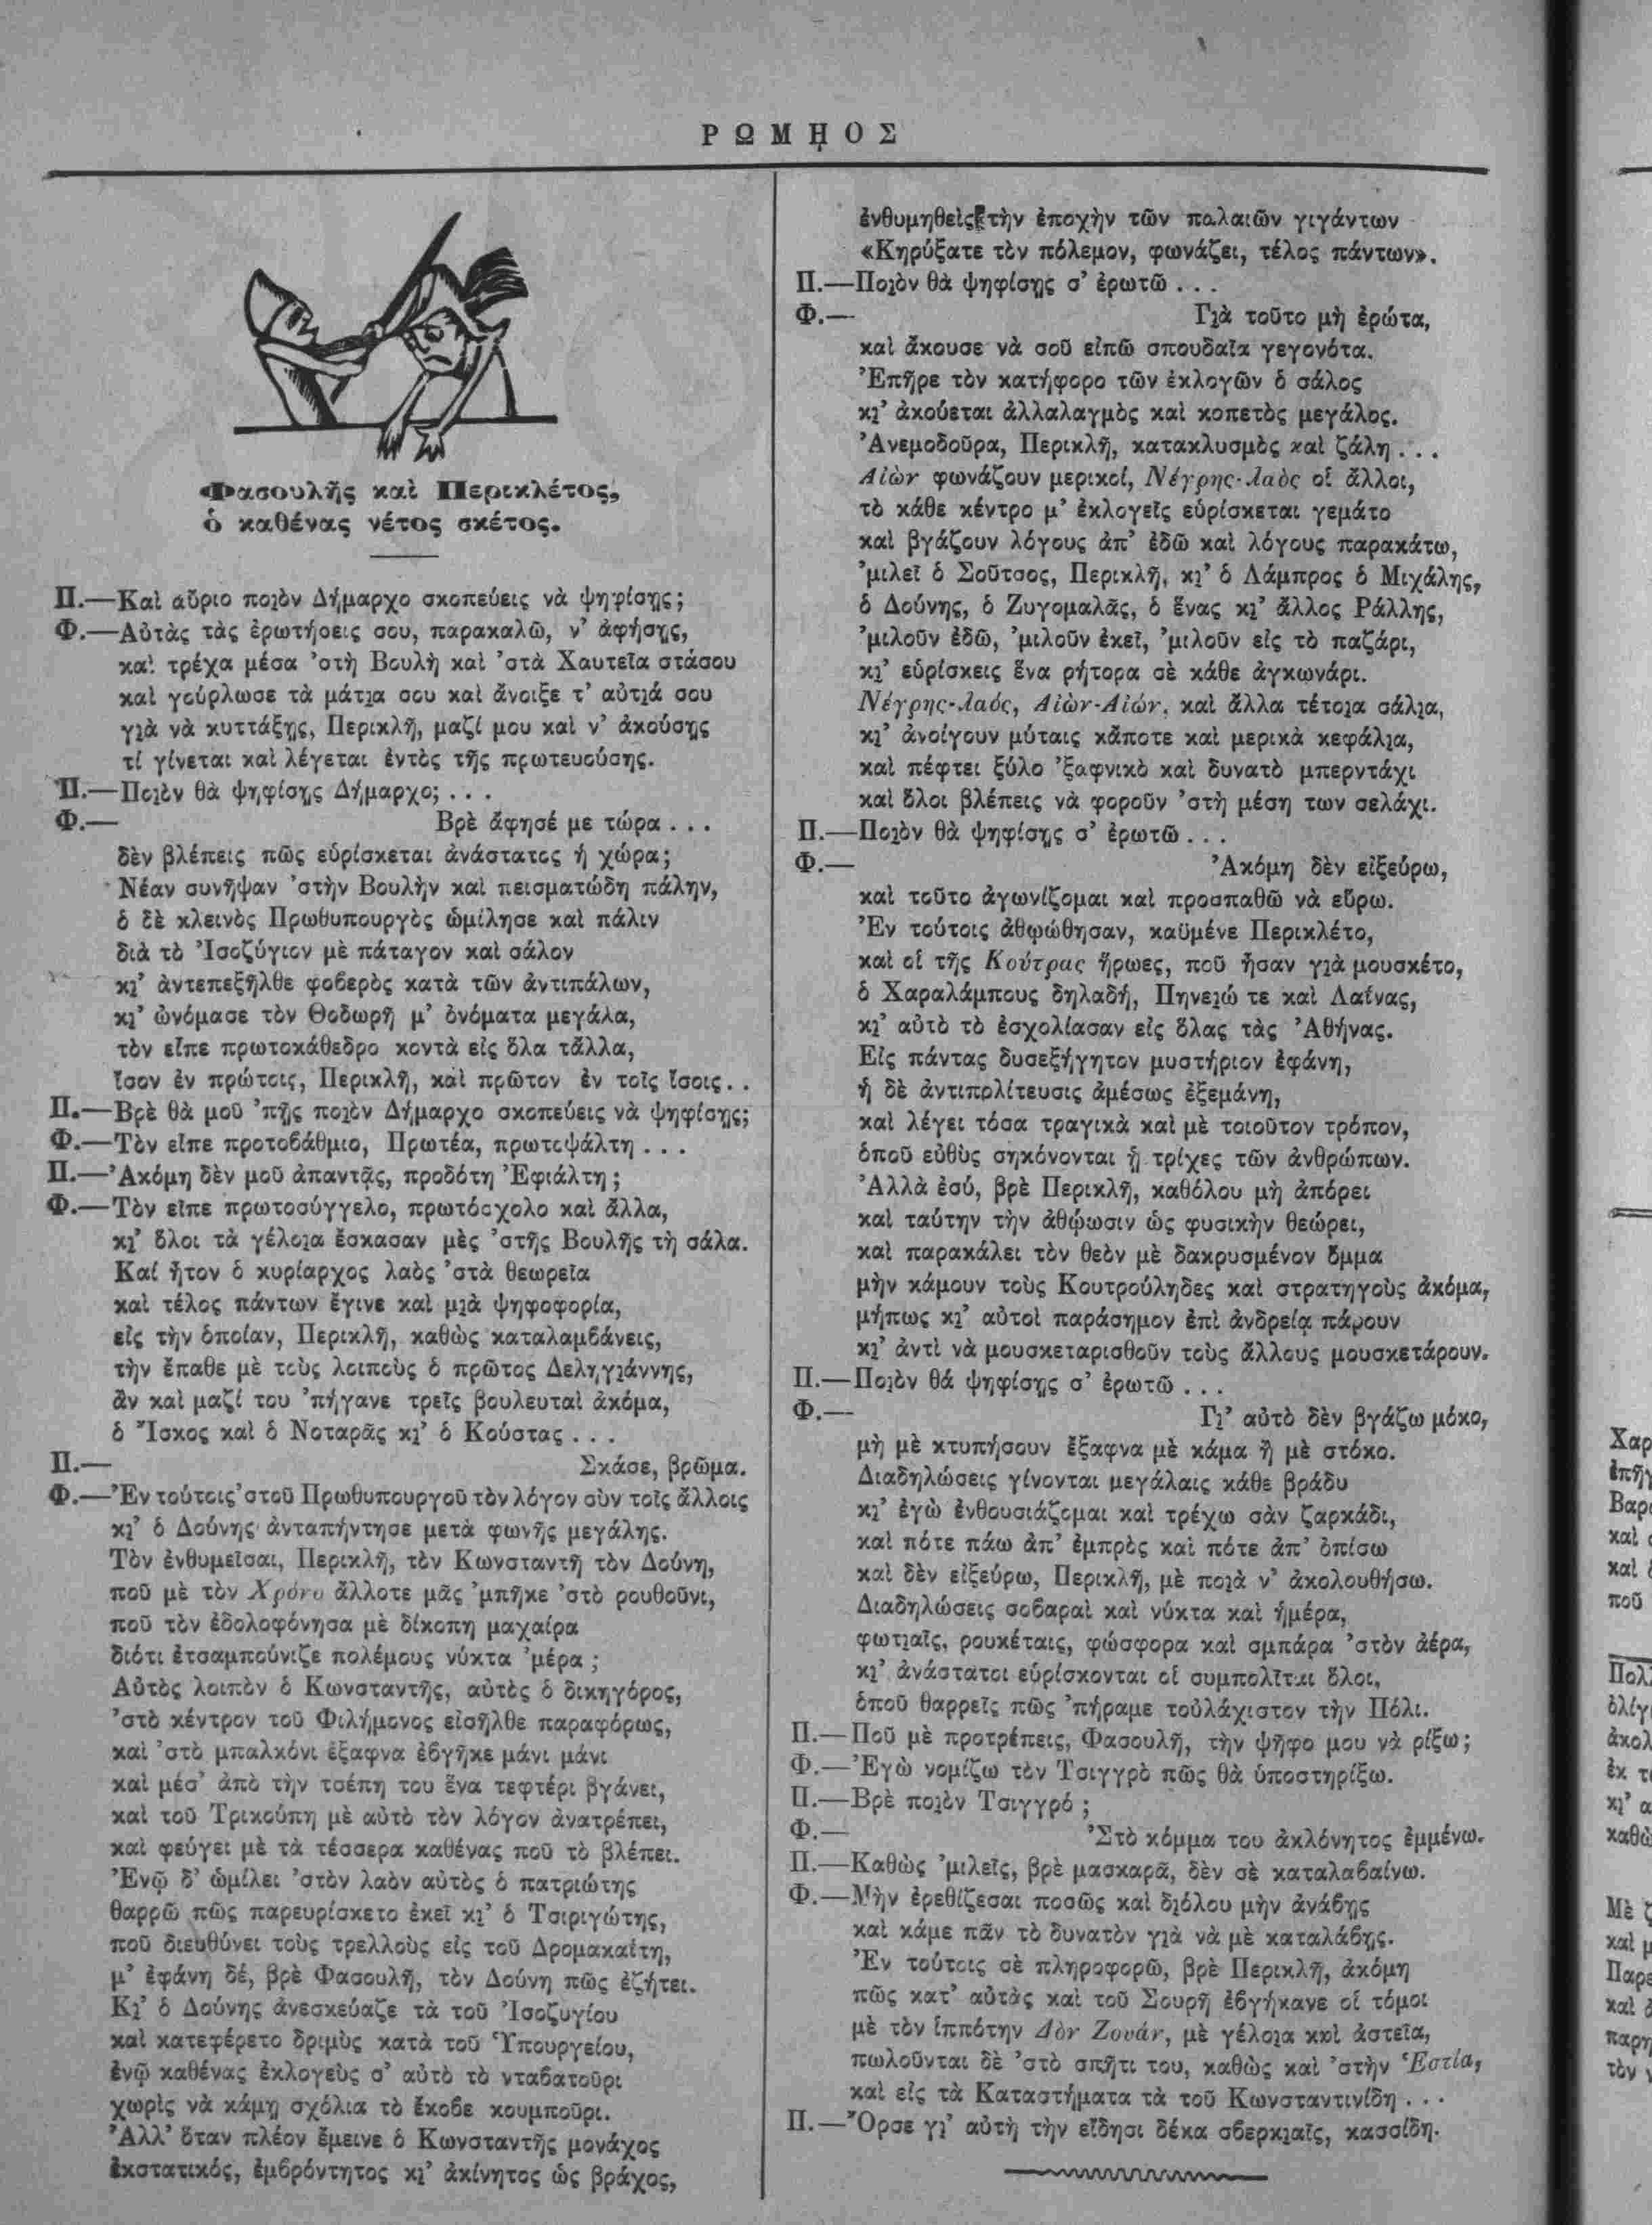 ΡΩΜΗΟΣ
Φασουλῆς καὶ Περικλέτος,
ὁ καθένας νέτος σκέτος.
Π.—Καὶ αὔριο ποιὸν Δήμαρχο σκοπεύεις νὰ ψηφίσῃς;
Φ.—Αὐτὰς τὰς ἐρωτήσεις σου, παρακαλῶ, ν' ἀφήσῃς,
καὶ τρέχα μέσα 'στὴ Βουλὴ καὶ 'στὰ Χαυτεῖα στάσου
καὶ γούρλωσε τὰ μάτια σου καὶ ἄνοιξε τ' αὐτιά σου
γιὰ νὰ κυττάξῃς, Περικλῆ, μαζί μου καὶ ν' ἀκούσῃς
τί γίνεται καὶ λέγεται ἐντὸς τῆς πρωτευούσης.
Π.—Ποιὸν θὰ ψηφίσῃς Δήμαρχο; . . .
Φ.— Βρὲ ἄφησέ με τώρα . . .
δὲν βλέπεις πῶς εὑρίσκεται ἀνάστατος ἡ χώρα;
Νέαν συνῆψαν 'στὴν Βουλὴν καὶ πεισματώδη πάλην,
ὁ δὲ κλεινὸς Πρωθυπουργὸς ὡμίλησε καὶ πάλιν
διὰ τὸ Ἰσοζύγιον μὲ πάταγον καὶ σάλον
κι' ἀντεπεξῆλθε φοβερὸς κατὰ τῶν ἀντιπάλων,
κι' ὠνόμασε τὸν Θοδωρῆ μ' ὀνόματα μεγάλα,
τὸν εἶπε πρωτοκάθεδρο κοντὰ εἰς ὅλα τἄλλα,
ἴσον ἐν πρώτοις, Περικλῆ, καὶ πρῶτον ἐν τοῖς ἴσοις. .
Π.—Βρὲ θὰ μοῦ 'πῇς ποιὸν Δήμαρχο σκοπεύεις νὰ ψηφίσῃς;
Φ.—Τὸν εἶπε προτοβάθμιο, Πρωτέα, πρωτοψάλτη . . .
Π.—Ἀκόμη δὲν μοῦ ἀπαντᾷς, προδότη Ἐφιάλτη;
Φ.—Τὸν εἶπε πρωτοσύγγελο, πρωτόσχολο καὶ ἄλλα,
κι' ὅλοι τὰ γέλοια ἔσκασαν μὲς 'στῆς Βουλῆς τὴ σάλα.
Καί ἦτον ὁ κυρίαρχος λαὸς 'στὰ θεωρεῖα
καὶ τέλος πάντων ἔγινε καὶ μιὰ ψηφοφορία,
εἰς τὴν ὁποίαν, Περικλῆ, καθὼς καταλαμβάνεις,
τὴν ἔπαθε μὲ τοὺς λοιποὺς ὁ πρῶτος Δεληγιάννης,
ἂν καὶ μαζί του 'πήγανε τρεῖς βουλευταὶ ἀκόμα,
ὁ Ἴσκος καὶ ὁ Νοταρᾶς κι' ὁ Κούστας . . .
Π.— Σκάσε, βρῶμα.
Φ.—Ἐν τούτοις 'στοῦ Πρωθυπουργοῦ τὸν λόγον σὺν τοῖς ἄλλοις
κι' ὁ Δούνης ἀνταπήντησε μετὰ φωνῆς μεγάλης.
Τὸν ἐνθυμεῖσαι, Περικλῆ, τὸν Κωνσταντῆ τὸν Δούνη,
ποῦ μὲ τὸν Χρόνο ἄλλοτε μᾶς 'μπῆκε 'στὸ ρουθοῦνι,
ποῦ τὸν ἐδολοφόνησα μὲ δίκοπη μαχαίρα
διότι ἐτσαμπούνιζε πολέμους νύκτα 'μέρα;
Αὐτὸς λοιπὸν ὁ Κωνσταντῆς, αὐτὸς ὁ δικηγόρος,
'στὸ κέντρον τοῦ Φιλήμονος εἰσῆλθε παραφόρως,
καὶ 'στὸ μπαλκόνι ἔξαφνα ἐβγῆκε μάνι μάνι
καὶ μέσ' ἀπὸ τὴν τσέπη του ἕνα τεφτέρι βγάνει,
καὶ τοῦ Τρικούπη μὲ αὐτὸ τὸν λόγον ἀνατρέπει,
καὶ φεύγει μὲ τὰ τέσσερα καθένας ποῦ τὸ βλέπει.
Ἐνῷ δ' ὡμίλει 'στὸν λαὸν αὐτὸς ὁ πατριώτης
θαρρῶ πῶς παρευρίσκετο ἐκεῖ κι' ὁ Τσιριγώτης,
ποῦ διευθύνει τοὺς τρελλοὺς εἰς τοῦ Δρομοκαΐτη,
μ' ἐφάνη δέ, βρὲ Φασουλῆ, τὸν Δούνη πῶς ἐζήτει.
Κι' ὁ Δούνης ἀνεσκεύαζε τὰ τοῦ Ἰσοζυγίου
καὶ κατεφέρετο δριμὺς κατὰ τοῦ Ὑπουργείου,
ἐνῷ καθένας ἐκλογεὺς σ' αὐτὸ τὸ νταβατοῦρι
χωρὶς νὰ κάμῃ σχόλια τὸ ἔκοβε κουμποῦρι.
Ἀλλ' ὅταν πλέον ἔμεινε ὁ Κωνσταντῆς μονάχος
ἐκστατικός, ἐμβρόντητος κι' ἀκίνητος ὡς βράχος,
ἐνθυμηθεὶς τὴν ἐποχὴν τῶν παλαιῶν γιγάντων
«Κηρύξατε τὸν πόλεμον, φωνάζει, τέλος πάντων».
Π.—Ποιὸν θὰ ψηφίσῃς σ' ἐρωτῶ . . .
Φ.— Γιὰ τοῦτο μὴ ἐρώτα,
καὶ ἄκουσε νὰ σοῦ εἰπῶ σπουδαῖα γεγονότα.
Ἐπῆρε τὸν κατήφορο τῶν ἐκλογῶν ὁ σάλος
κι' ἀκούεται ἀλλαλαγμὸς καὶ κοπετὸς μεγάλος.
Ἀνεμοδοῦρα, Περικλῆ, κατακλυσμὸς καὶ ζάλη . . .
Αἰὼν φωνάζουν μερικοί, Νέγρης-λαὸς οἱ ἄλλοι,
τὸ κάθε κέντρο μ' ἐκλογεῖς εὑρίσκεται γεμάτο
καὶ βγάζουν λόγους ἀπ' ἐδῶ καὶ λόγους παρακάτω,
'μιλεῖ ὁ Σοῦτσος, Περικλῆ, κι' ὁ Λάμπρος ὁ Μιχάλης,
ὁ Δούνης, ὁ Ζυγομαλᾶς, ὁ ἕνας κι' ἄλλος Ράλλης,
'μιλοῦν ἐδῶ, 'μιλοῦν ἐκεῖ, 'μιλοῦν εἰς τὸ παζάρι,
κι' εὑρίσκεις ἕνα ρήτορα σὲ κάθε ἀγκωνάρι.
Νέγρης-λαός, Αἰὼν-Αἰών, καὶ ἄλλα τέτοια σάλια,
κι' ἀνοίγουν μύταις κἄποτε καὶ μερικὰ κεφάλια,
καὶ πέφτει ξύλο 'ξαφνικὸ καὶ δυνατὸ μπερντάχι
καὶ ὅλοι βλέπεις νὰ φοροῦν 'στὴ μέση των σελάχι.
Π.—Ποιὸν θὰ ψηφίσῃς σ' ἐρωτῶ . . .
Φ.— Ἀκόμη δὲν εἰξεύρω,
καὶ τοῦτο ἀγωνίζομαι καὶ προσπαθῶ νὰ εὕρω.
Ἐν τούτοις ἀθῳώθησαν, καϋμένε Περικλέτο,
καὶ οἱ τῆς Κούτρας ἥρωες, ποῦ ἦσαν γιὰ μουσκέτο,
ὁ Χαραλάμπους δηλαδή, Πηνειώ τε καὶ Λαΐνας,
κι' αὐτὸ τὸ ἐσχολίασαν εἰς ὅλας τὰς Ἀθήνας.
Εἰς πάντας δυσεξήγητον μυστήριον ἐφάνη,
ἡ δὲ ἀντιπολίτευσις ἀμέσως ἐξεμάνη,
καὶ λέγει τόσα τραγικὰ καὶ μὲ τοιοῦτον τρόπον,
ὁποῦ εὐθὺς σηκόνονται ᾑ τρίχες τῶν ἀνθρώπων.
Ἀλλὰ ἐσύ, βρὲ Περικλῆ, καθόλου μὴ ἀπόρει
καὶ ταύτην τὴν ἀθῴωσιν ὡς φυσικὴν θεώρει,
καὶ παρακάλει τὸν θεὸν μὲ δακρυσμένον ὄμμα
μὴν κάμουν τοὺς Κουτρούληδες καὶ στρατηγοὺς ἀκόμα,
μήπως κι' αὐτοὶ παράσημον ἐπὶ ἀνδρείᾳ πάρουν
κι' ἀντὶ νὰ μουσκεταρισθοῦν τοὺς ἄλλους μουσκετάρουν.
Π.—Ποιὸν θά ψηφίσῃς σ' ἐρωτῶ . . .
Φ.— Γι' αὐτὸ δὲν βγάζω μόκο,
μὴ μὲ κτυπήσουν ἔξαφνα μὲ κάμα ἢ μὲ στόκο.
Διαδηλώσεις γίνονται μεγάλαις κάθε βράδυ
κι' ἐγὼ ἐνθουσιάζομαι καὶ τρέχω σὰν ζαρκάδι,
καὶ πότε πάω ἀπ' ἐμπρὸς καὶ πότε ἀπ' ὀπίσω
καὶ δὲν εἰξεύρω, Περικλῆ, μὲ ποιὰ ν' ἀκολουθήσω.
Διαδηλώσεις σοβαραὶ καὶ νύκτα καὶ ἡμέρα,
φωτιαῖς, ρουκέταις, φώσφορα καὶ σμπάρα 'στὸν ἀέρα,
κι' ἀνάστατοι εὑρίσκονται οἱ συμπολῖται ὅλοι,
ὁποῦ θαρρεῖς πῶς 'πήραμε τοὐλάχιστον τὴν Πόλι.
Π.—Ποῦ μὲ προτρέπεις, Φασουλῆ, τὴν ψῆφο μου νὰ ρίξω;
Φ.—Ἐγὼ νομίζω τὸν Τσιγγρὸ πῶς θὰ ὑποστηρίξω.
Π.—Βρὲ ποιὸν Τσιγγρό;
Φ.— 'Στὸ κόμμα του ἀκλόνητος ἐμμένω.
Π.—Καθὼς 'μιλεῖς, βρὲ μασκαρᾶ, δὲν σὲ καταλαβαίνω.
Φ.—Μὴν ἐρεθίζεσαι ποσῶς καὶ διόλου μὴν ἀνάβῃς
καὶ κάμε πᾶν τὸ δυνατὸν γιὰ νὰ μὲ καταλάβῃς.
Ἐν τούτοις σὲ πληροφορῶ, βρὲ Περικλῆ, ἀκόμη
πῶς κατ' αὐτὰς καὶ τοῦ Σουρῆ ἐβγήκανε οἱ τόμοι
μὲ τὸν ἱππότην Δὸν Ζουάν, μὲ γέλοια καὶ ἀστεῖα,
πωλοῦνται δὲ 'στὸ σπῆτι του, καθὼς καὶ 'στὴν Ἑστία,
καὶ εἰς τὰ Καταστήματα τὰ τοῦ Κωνσταντινίδη . . .
Π.—Ὄρσε γι' αὐτὴ τὴν εἴδησι δέκα σβερκιαῖς, κασσίδη.